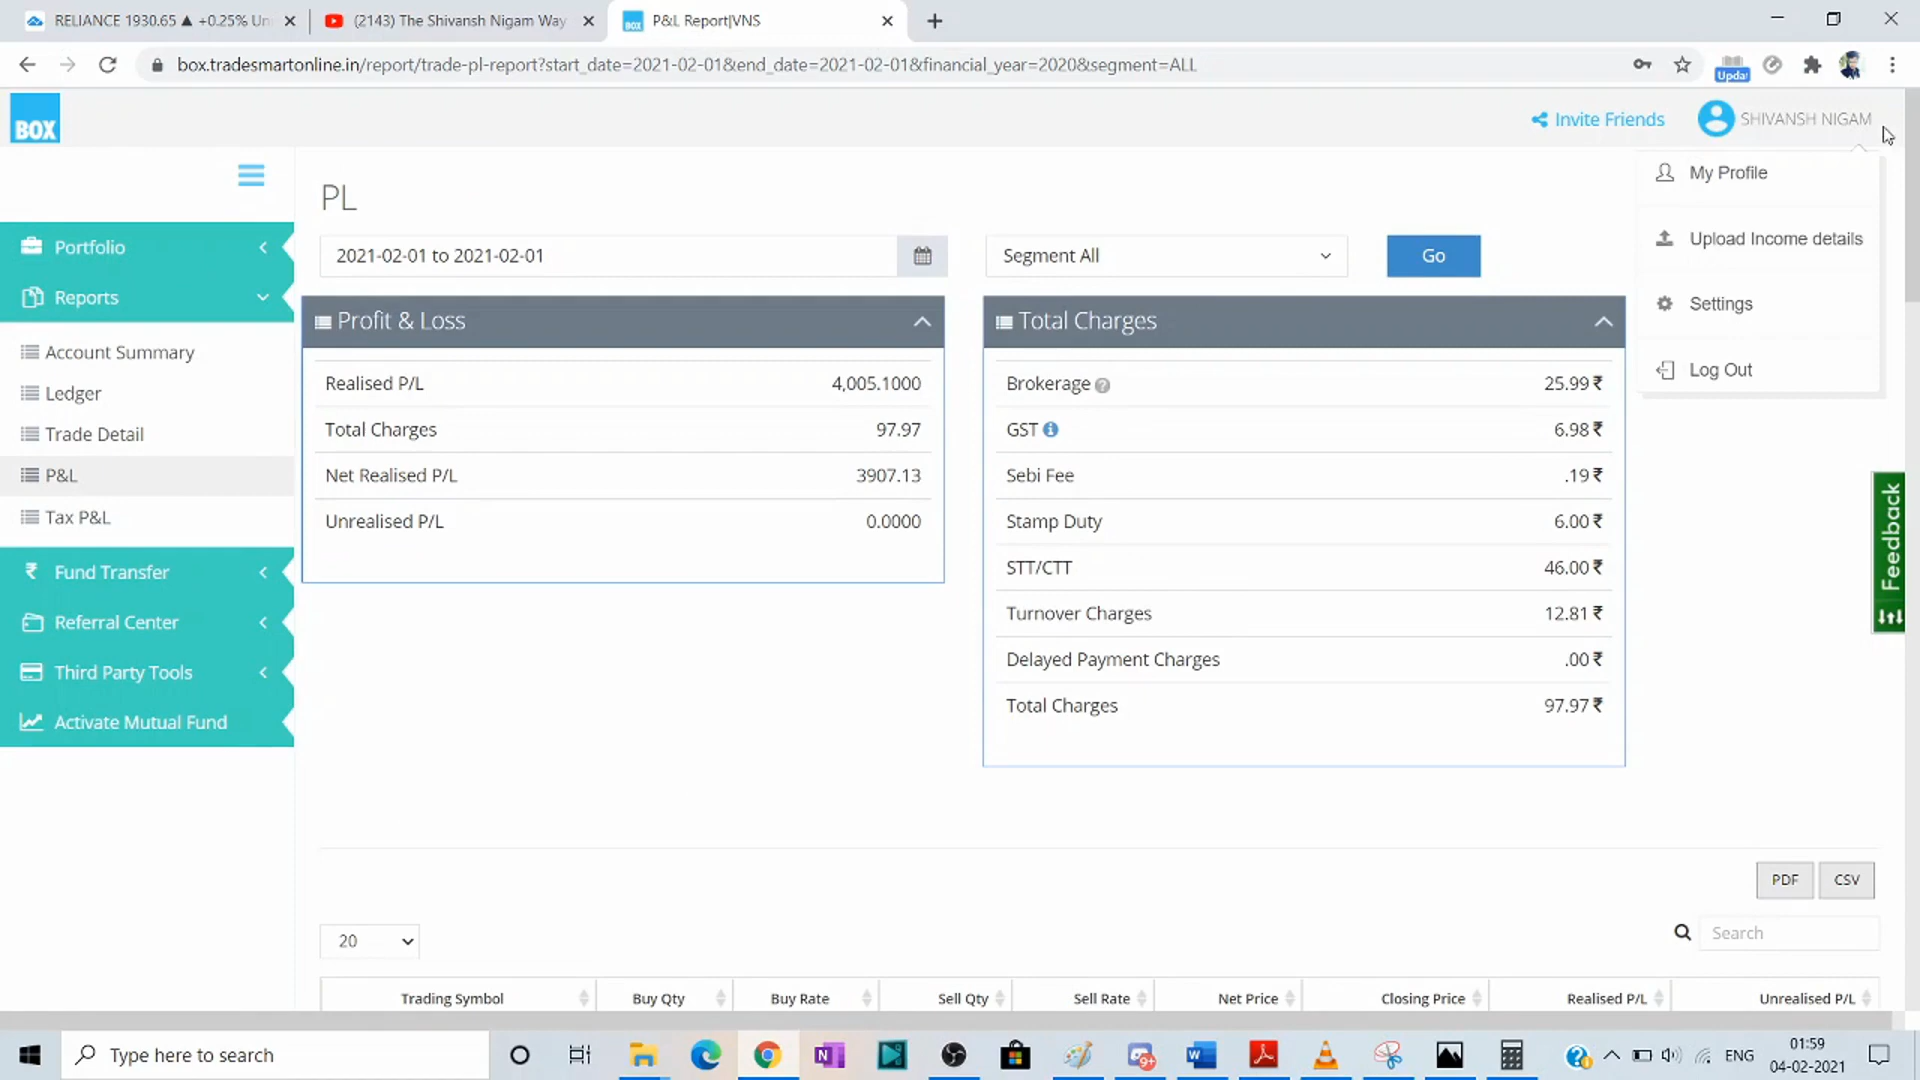 RELIANCE 1930.65 ▲ +0.25% Un
(2143) The Shivansh Nigam Way
BOX P&L Report|VNS
box.tradesmartonline.in/report/trade-pl-report?start_date=2021-02-01&end_date=2021-02-01&financial_year=2020&segment=ALL
Updat
BOX
Invite Friends
SHIVANSH NIGAM
My Profile
Upload Income details
Settings
Log Out
Portfolio
Reports
Account Summary
Ledger
Trade Detail
P&L
Tax P&L
Fund Transfer
Referral Center
Third Party Tools
Activate Mutual Fund
PL
2021-02-01 to 2021-02-01
Segment All
Go
Profit & Loss
Realised P/L 4,005.1000
Total Charges 97.97
Net Realised P/L 3907.13
Unrealised P/L 0.0000
Total Charges
Brokerage 25.99 ₹
GST 6.98 ₹
Sebi Fee .19 ₹
Stamp Duty 6.00 ₹
STT/CTT 46.00 ₹
Turnover Charges 12.81 ₹
Delayed Payment Charges .00 ₹
Total Charges 97.97 ₹
Feedback
PDF CSV
20
Search
Trading Symbol Buy Qty Buy Rate Sell Qty Sell Rate Net Price Closing Price Realised P/L Unrealised P/L
Type here to search
9+
ENG
01:59
04-02-2021